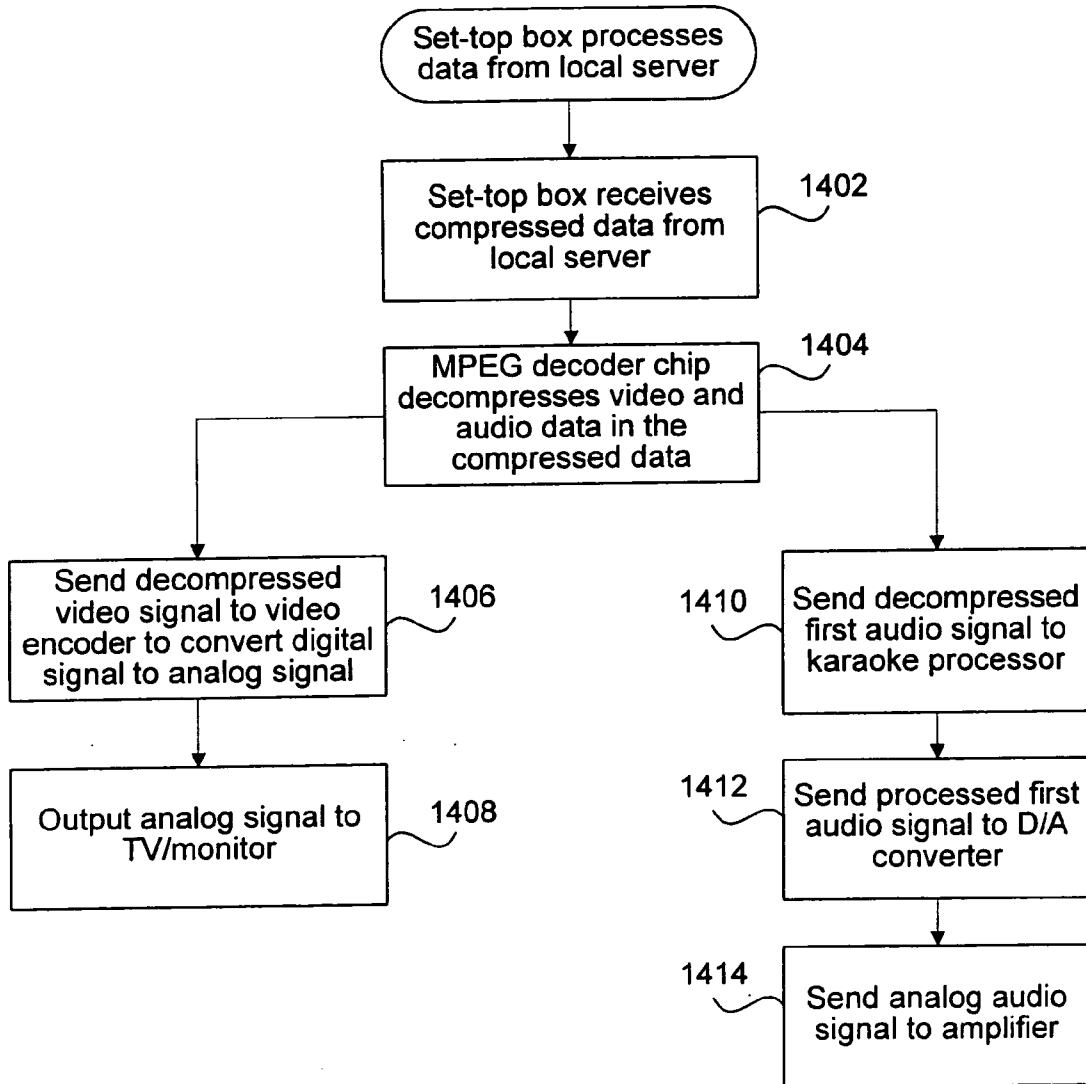 Set-top box processes
data from local server
1402
Set-top box receives
compressed data from
local server
1404
MPEG decoder chip
decompresses video and
audio data in the
compressed data
Send decompressed
video signal to video
encoder to convert digital
signal to analog signal
1406
1408
Output analog signal to
TV/monitor
1410
Send decompressed
first audio signal to
karaoke processor
1412
Send processed first
audio signal to D/A
converter
1414
Send analog audio
signal to amplifier